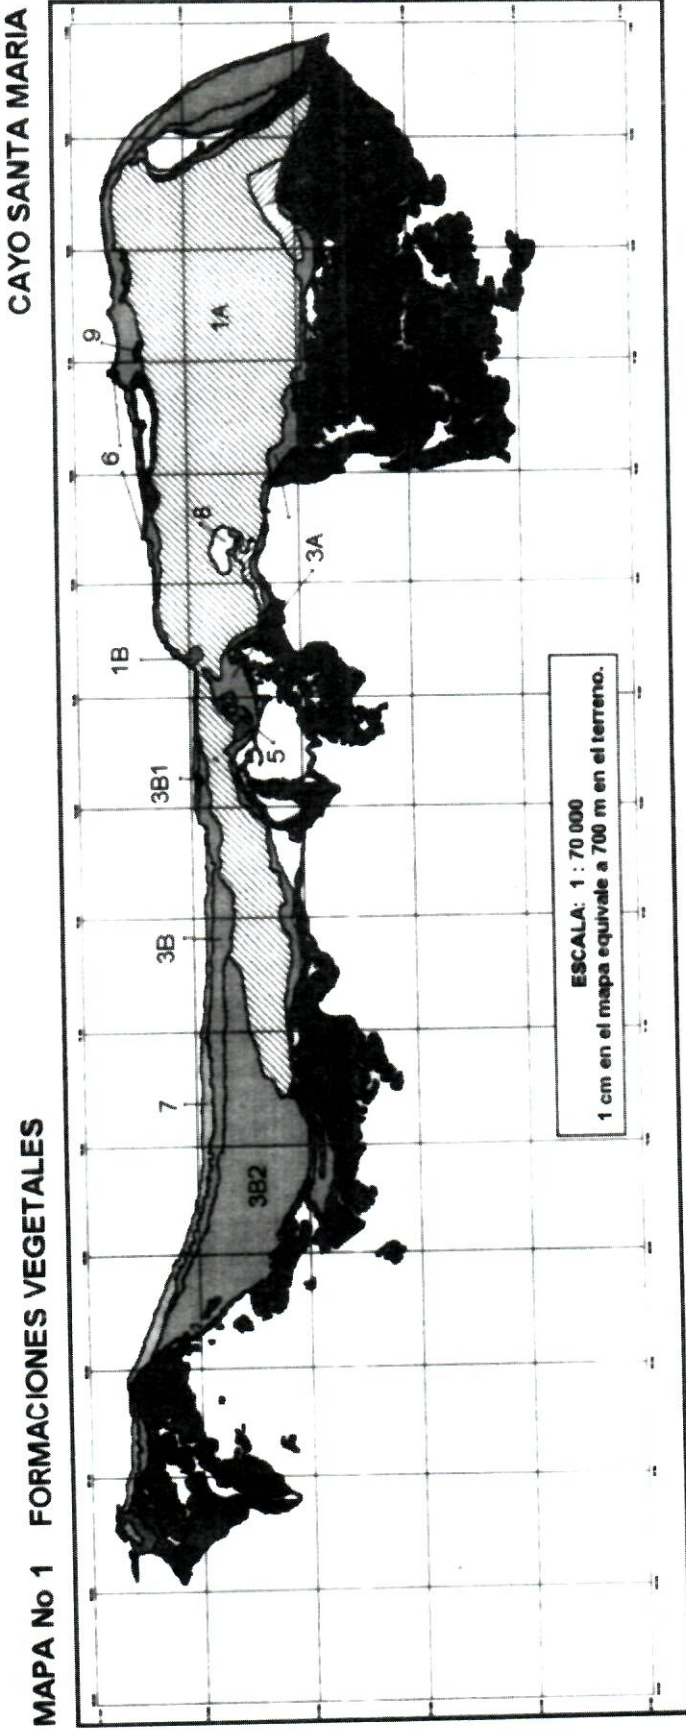 MAPA No 1 FORMACIONES VEGETALES
CAYO SANTA MARIA
7
3B
3B1
1B
6
9
3B2
5
3A
8
1A
ESCALA: 1 : 70 000
1 cm en el mapa equivale a 700 m en el terreno.